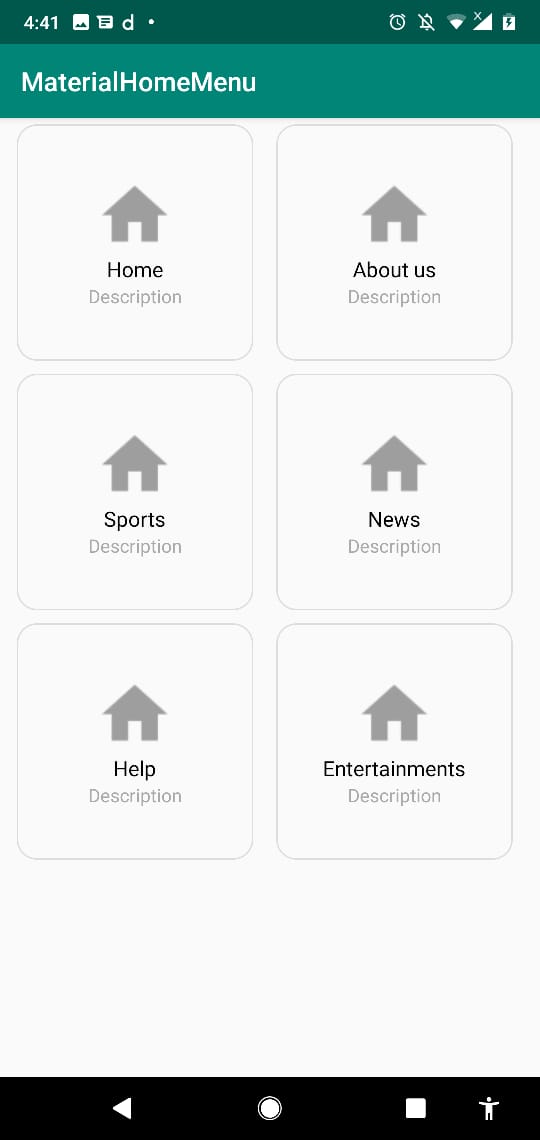 4:41 d
MaterialHomeMenu
Home
Description
About us
Description
Sports
Description
News
Description
Help
Description
Entertainments
Description